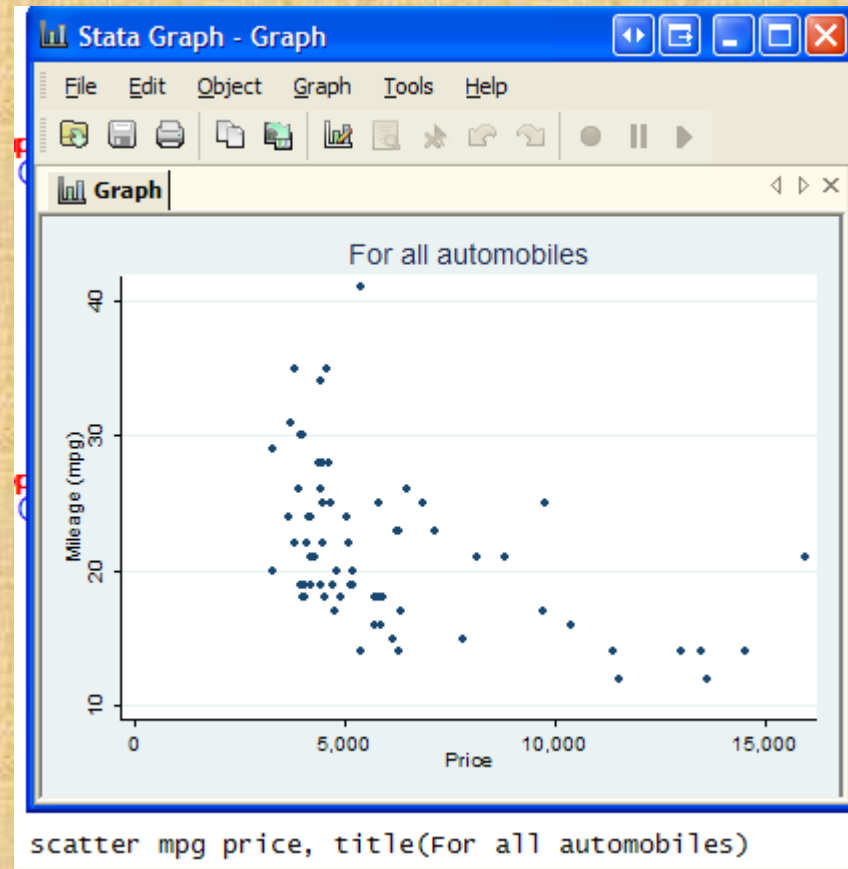 Stata Graph - Graph
File Edit Object Graph Tools Help
Graph
For all automobiles
40
30
20
10
Mileage (mpg)
0 5,000 10,000 15,000
Price
scatter mpg price, title(For all automobiles)